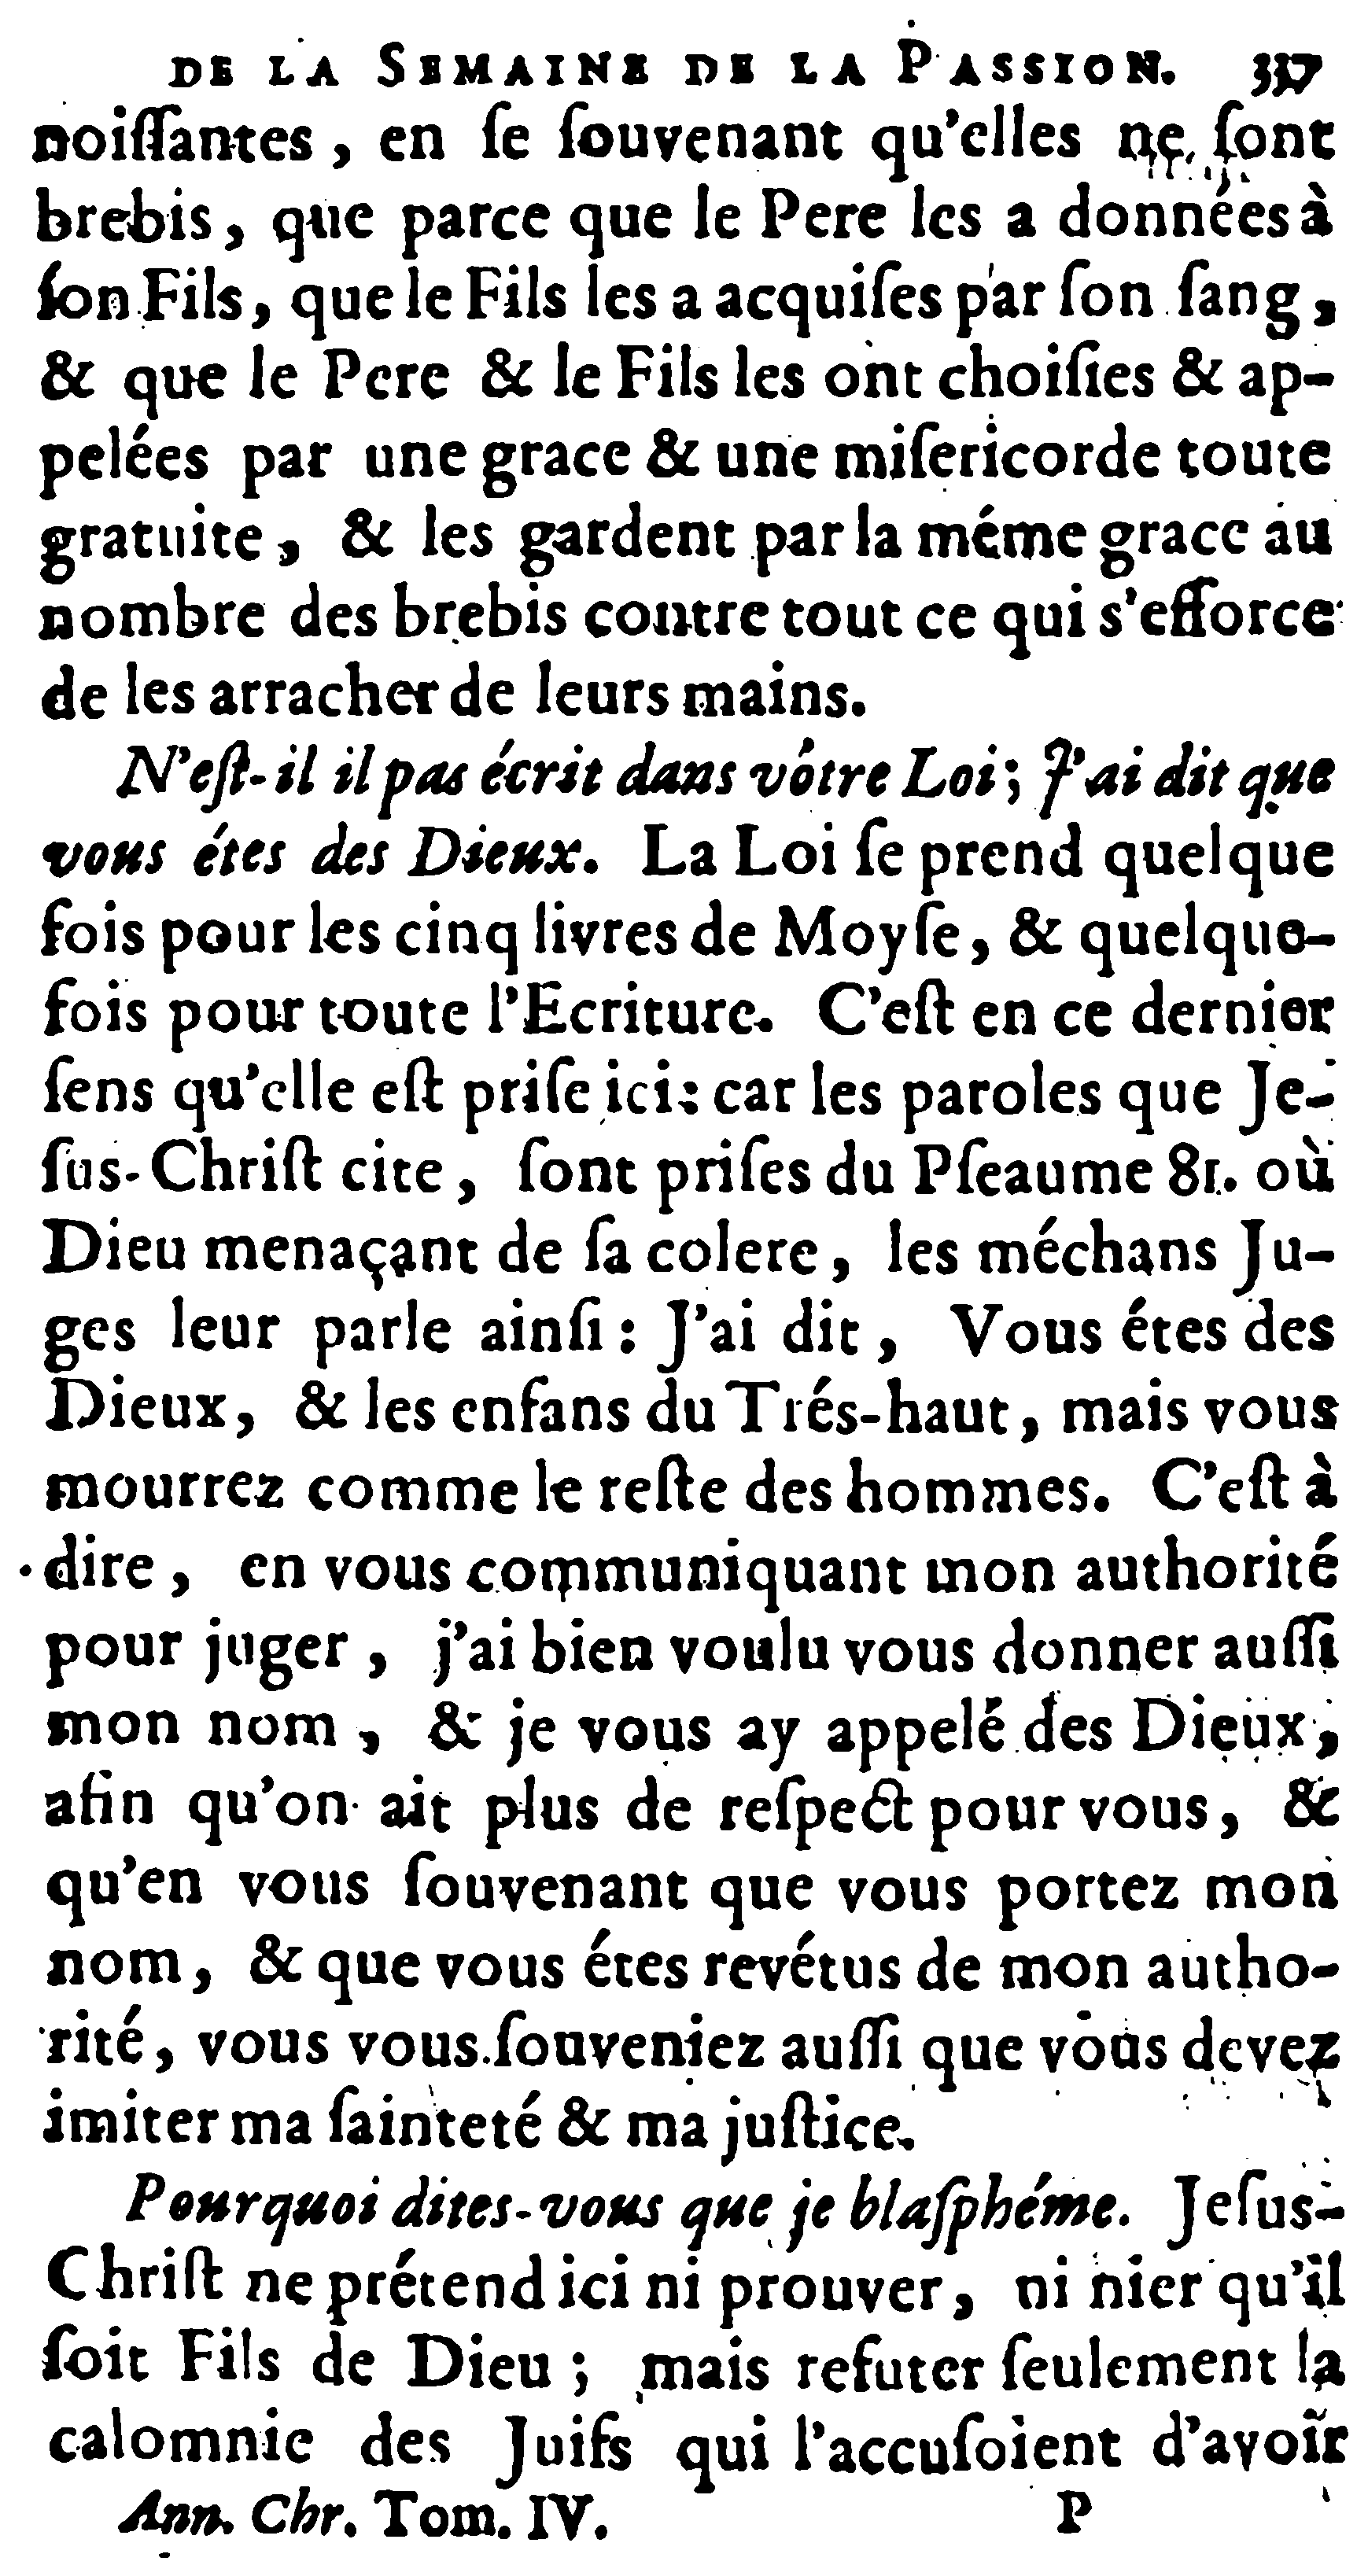 DE LA SEMAINE DE LA PASSION. 337
noiſſantes, en ſe ſouvenant qu'elles ne ſont
brebis, que parce que le Pere les a données à
ſon Fils, que le Fils les a acquiſes par ſon ſang,
& que le Pere & le Fils les ont choiſies & ap-
pelées par une grace & une miſericorde toute
gratuite, & les gardent par la méme grace au
nombre des brebis contre tout ce qui s'efforce
de les arracher de leurs mains.
N'eſt-il il pas écrit dans vótre Loi; J'ai dit que
vous étes des Dieux. La Loi ſe prend quelque
fois pour les cinq livres de Moyſe, & quelque-
fois pour toute l'Ecriture. C'eſt en ce dernier
ſens qu'elle eſt priſe ici: car les paroles que Je-
ſus-Chriſt cite, ſont priſes du Pſeaume 81. où
Dieu menaçant de ſa colere, les méchans Ju-
ges leur parle ainſi: J'ai dit, Vous étes des
Dieux, & les enfans du Trés-haut, mais vous
mourrez comme le reſte des hommes. C'eſt à
dire, en vous communiquant mon authorité
pour juger, j'ai bien voulu vous donner auſſi
mon nom, & je vous ay appelé des Dieux,
afin qu'on ait plus de reſpect pour vous, &
qu'en vous ſouvenant que vous portez mon
nom, & que vous étes revétus de mon autho-
rité, vous vous ſouveniez auſſi que vous devez
imiter ma ſainteté & ma juſtice.
Pourquoi dites-vous que je blaſphéme. Jeſus-
Chriſt ne prétend ici ni prouver, ni nier qu'il
ſoit Fils de Dieu; mais refuter ſeulement la
calomnie des Juifs qui l'accuſoient d'avoir
Ann. Chr. Tom. IV. P